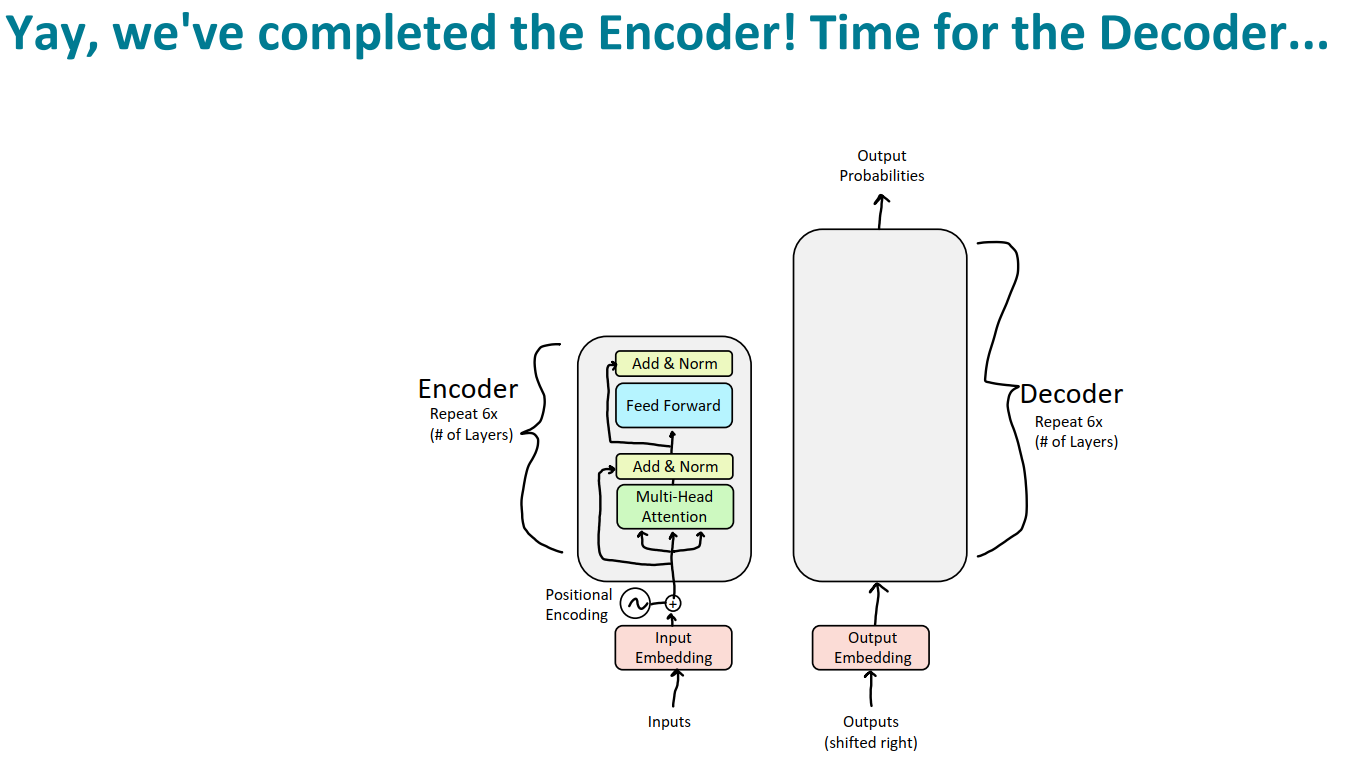 Yay, we've completed the Encoder! Time for the Decoder...
Output
Probabilities
Add & Norm
Feed Forward
Add & Norm
Multi-Head
Attention
Encoder
Repeat 6x
(# of Layers)
Decoder
Repeat 6x
(# of Layers)
Positional
Encoding
+
Input
Embedding
Output
Embedding
Inputs
Outputs
(shifted right)